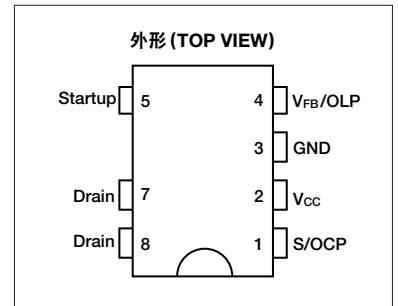 外形 (TOP VIEW)
Startup 5 4 VFB/OLP
3 GND
Drain 7 2 VCC
Drain 8 1 S/OCP